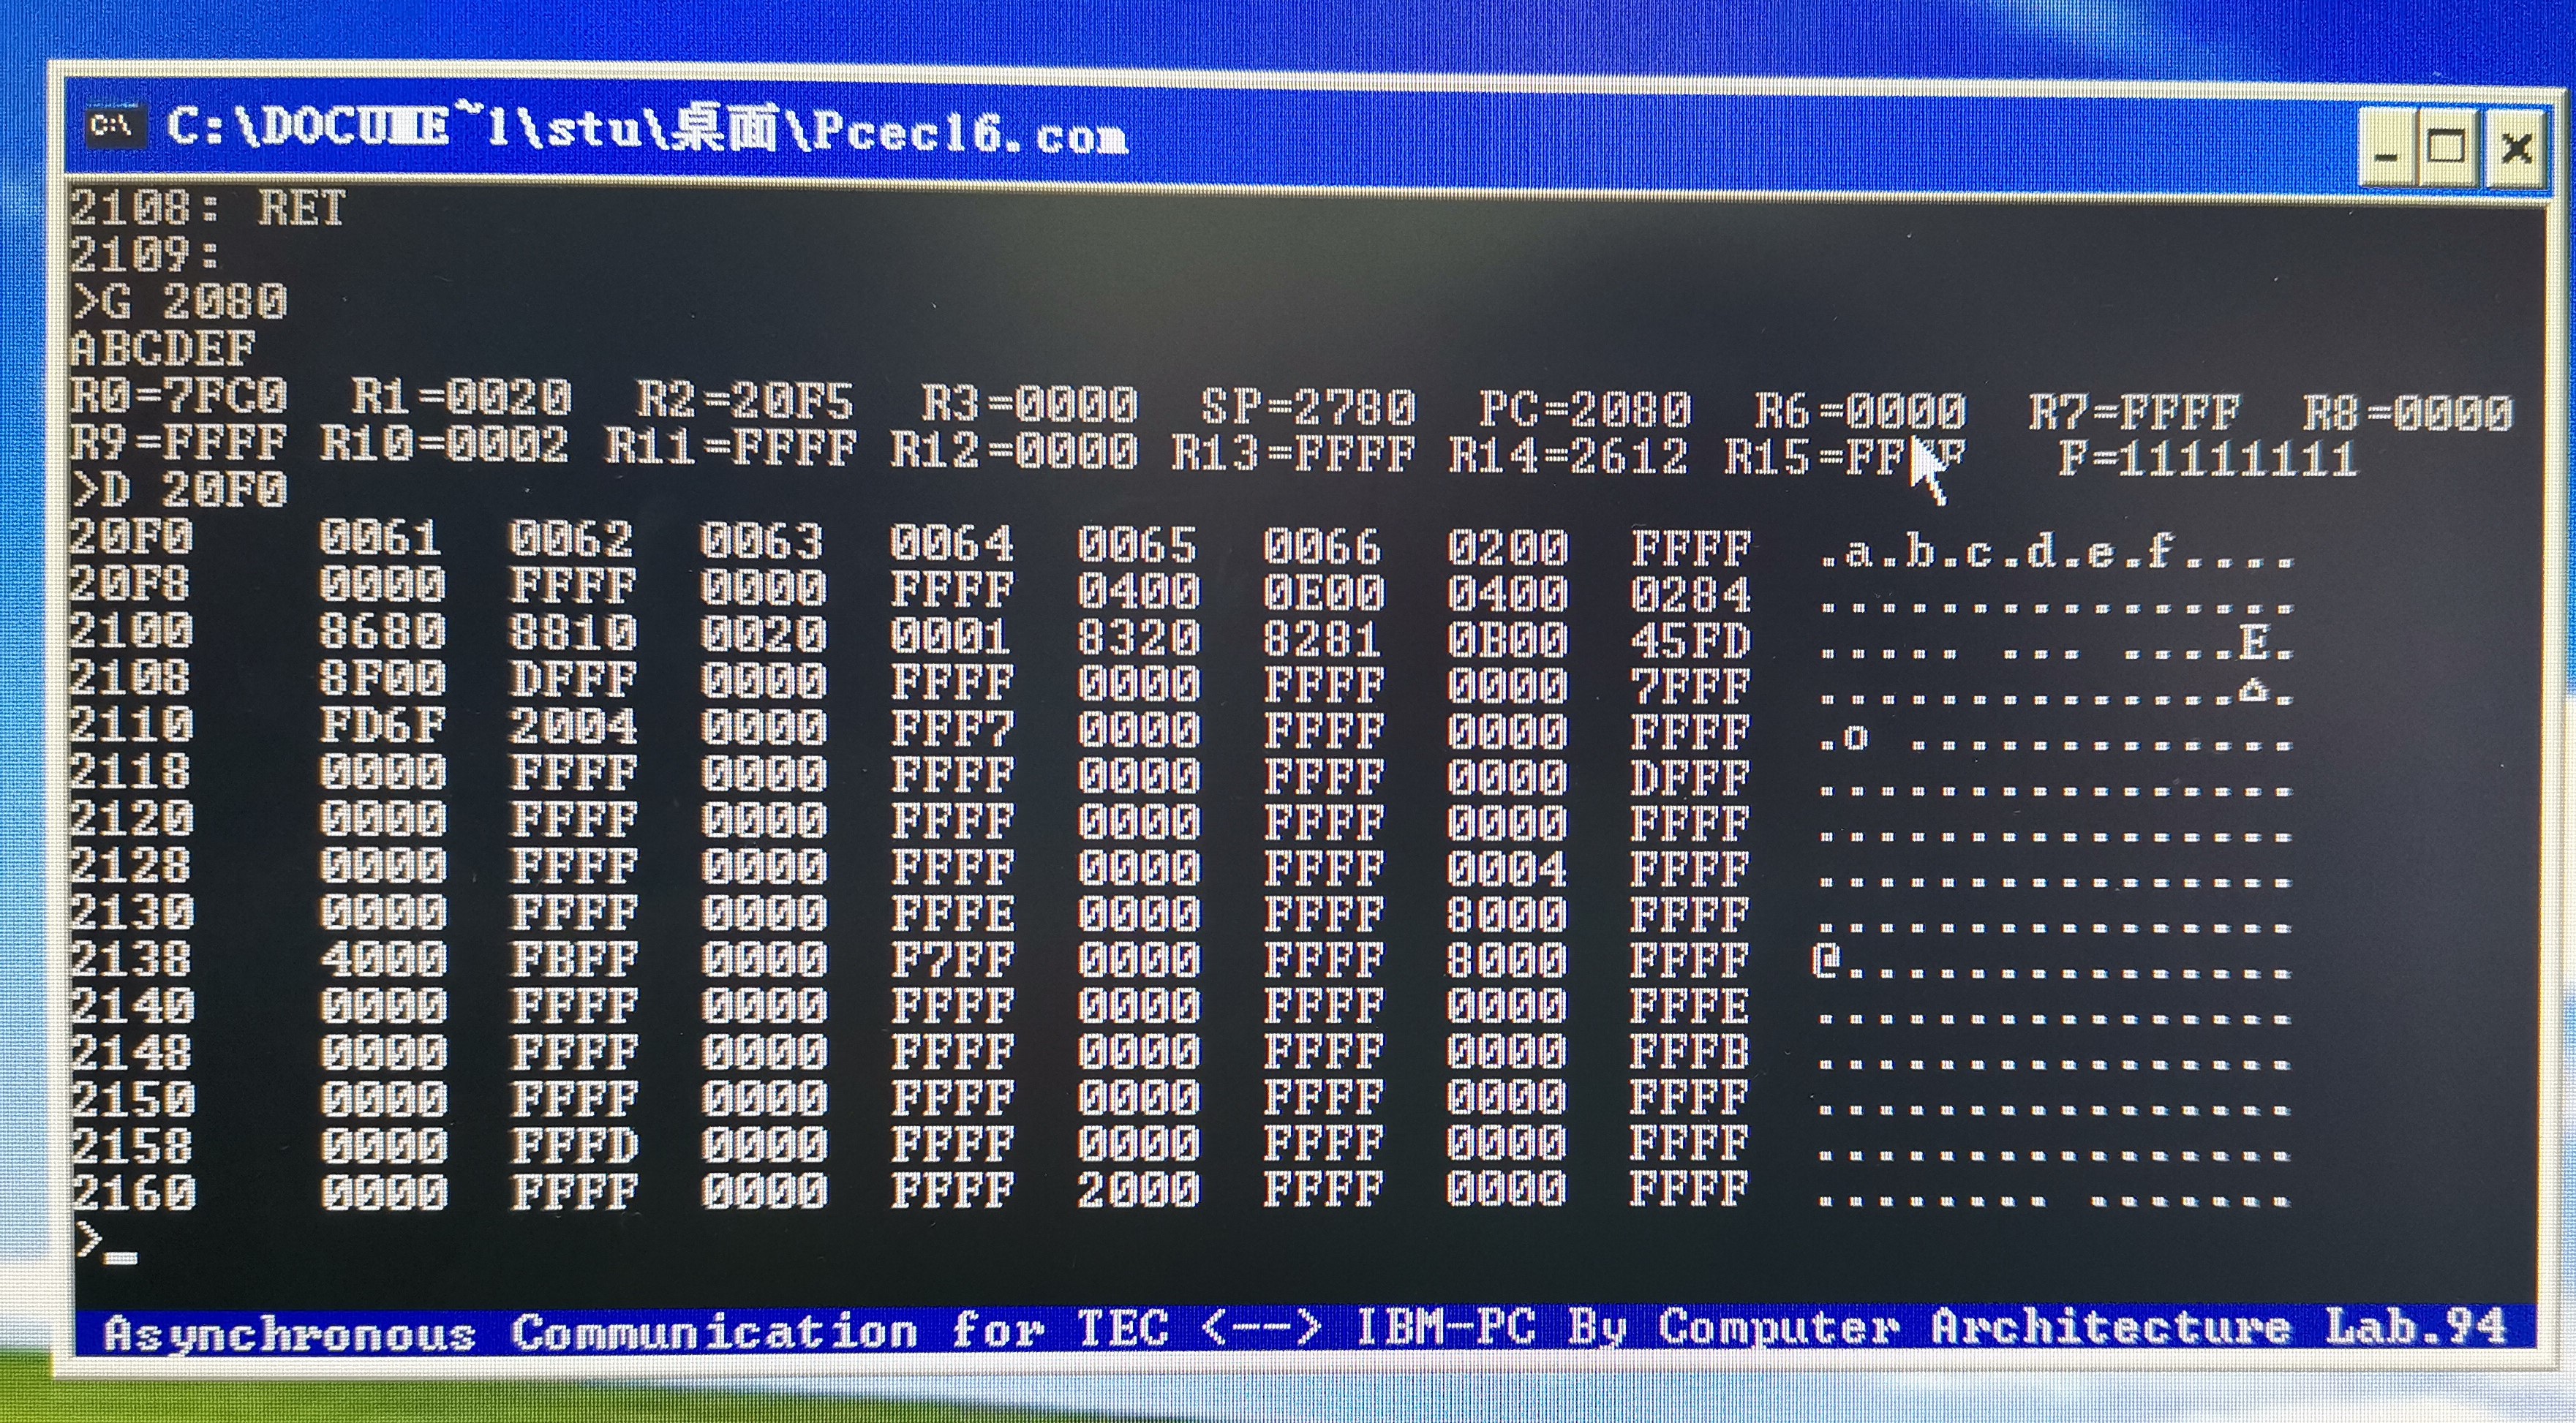 C:\DOCUME~1\stu\桌面\Pcec16.com
2108: RET
2109:
>G 2080
ABCDEF
R0=7FC0 R1=0020 R2=20F5 R3=0000 SP=2780 PC=2080 R6=0000 R7=FFFF R8=0000
R9=FFFF R10=0002 R11=FFFF R12=0000 R13=FFFF R14=2612 R15=FFFF F=11111111
>D 20F0
20F0 0061 0062 0063 0064 0065 0066 0200 FFFF .a.b.c.d.e.f....
20F8 0000 FFFF 0000 FFFF 0400 0E00 0400 0284 ................
2100 8680 8810 0020 0001 8320 8281 0B00 45FD ..... ... ....E.
2108 8F00 DFFF 0000 FFFF 0000 FFFF 0000 7FFF ..............⌂.
2110 FD6F 2004 0000 FFF7 0000 FFFF 0000 FFFF .o .............
2118 0000 FFFF 0000 FFFF 0000 FFFF 0000 DFFF ................
2120 0000 FFFF 0000 FFFF 0000 FFFF 0000 FFFF ................
2128 0000 FFFF 0000 FFFF 0000 FFFF 0004 FFFF ................
2130 0000 FFFF 0000 FFFE 0000 FFFF 8000 FFFF ................
2138 4000 FBFF 0000 F7FF 0000 FFFF 8000 FFFF @...............
2140 0000 FFFF 0000 FFFF 0000 FFFF 0000 FFFE ................
2148 0000 FFFF 0000 FFFF 0000 FFFF 0000 FFFB ................
2150 0000 FFFF 0000 FFFF 0000 FFFF 0000 FFFF ................
2158 0000 FFFD 0000 FFFF 0000 FFFF 0000 FFFF ................
2160 0000 FFFF 0000 FFFF 2000 FFFF 0000 FFFF ........ .......
>_
Asynchronous Communication for TEC <--> IBM-PC By Computer Architecture Lab.94